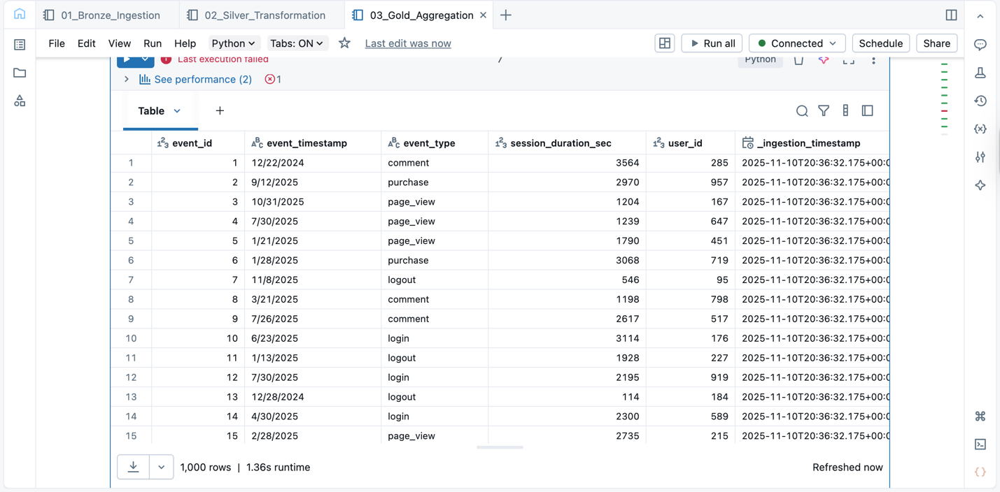 01_Bronze_Ingestion 02_Silver_Transformation 03_Gold_Aggregation
File Edit View Run Help Python Tabs: ON Last edit was now Run all Connected Schedule Share
Last execution failed 7 Python
See performance (2) 1
Table
event_id event_timestamp event_type session_duration_sec user_id _ingestion_timestamp
1 1 12/22/2024 comment 3564 285 2025-11-10T20:36:32.175+00:0
2 2 9/12/2025 purchase 2970 957 2025-11-10T20:36:32.175+00:0
3 3 10/31/2025 page_view 1204 167 2025-11-10T20:36:32.175+00:0
4 4 7/30/2025 page_view 1239 647 2025-11-10T20:36:32.175+00:0
5 5 1/21/2025 page_view 1790 451 2025-11-10T20:36:32.175+00:0
6 6 1/28/2025 purchase 3068 719 2025-11-10T20:36:32.175+00:0
7 7 11/8/2025 logout 546 95 2025-11-10T20:36:32.175+00:0
8 8 3/21/2025 comment 1198 798 2025-11-10T20:36:32.175+00:0
9 9 7/26/2025 comment 2617 517 2025-11-10T20:36:32.175+00:0
10 10 6/23/2025 login 3114 176 2025-11-10T20:36:32.175+00:0
11 11 1/13/2025 logout 1928 227 2025-11-10T20:36:32.175+00:0
12 12 7/30/2025 login 2195 919 2025-11-10T20:36:32.175+00:0
13 13 12/28/2024 logout 114 184 2025-11-10T20:36:32.175+00:0
14 14 4/30/2025 login 2300 589 2025-11-10T20:36:32.175+00:0
15 15 2/28/2025 page_view 2735 215 2025-11-10T20:36:32.175+00:0
1,000 rows | 1.36s runtime Refreshed now